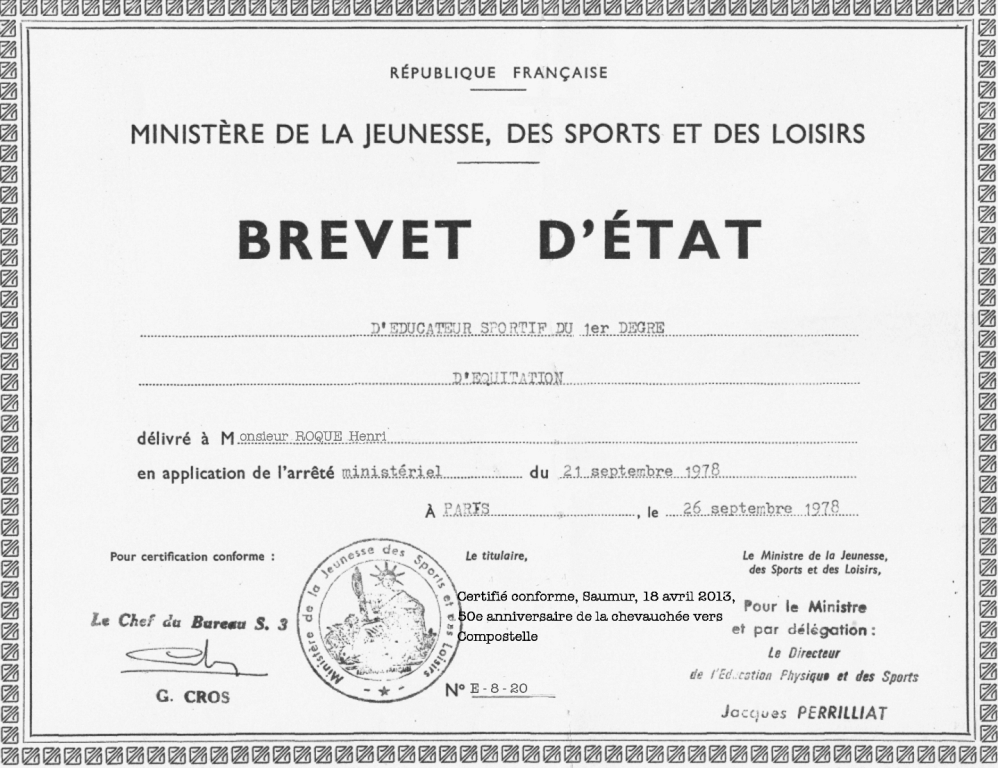 RÉPUBLIQUE FRANÇAISE
MINISTÈRE DE LA JEUNESSE, DES SPORTS ET DES LOISIRS
BREVET D'ÉTAT
D'EDUCATEUR SPORTIF DU 1er DEGRE
D'EQUITATION
délivré à Monsieur ROQUE Henri
en application de l'arrêté ministériel du 21 septembre 1978
À PARIS, le 26 septembre 1978
Pour certification conforme :
Le Chef du Bureau S. 3
G. CROS
Ministère de la Jeunesse des Sports et des Loisirs
Le titulaire,
Certifié conforme, Saumur, 18 avril 2013,
50e anniversaire de la chevauchée vers
Compostelle
N° E - 8 - 20
Le Ministre de la Jeunesse,
des Sports et des Loisirs,
Pour le Ministre
et par délégation :
Le Directeur
de l'Education Physique et des Sports
Jacques PERRILLIAT